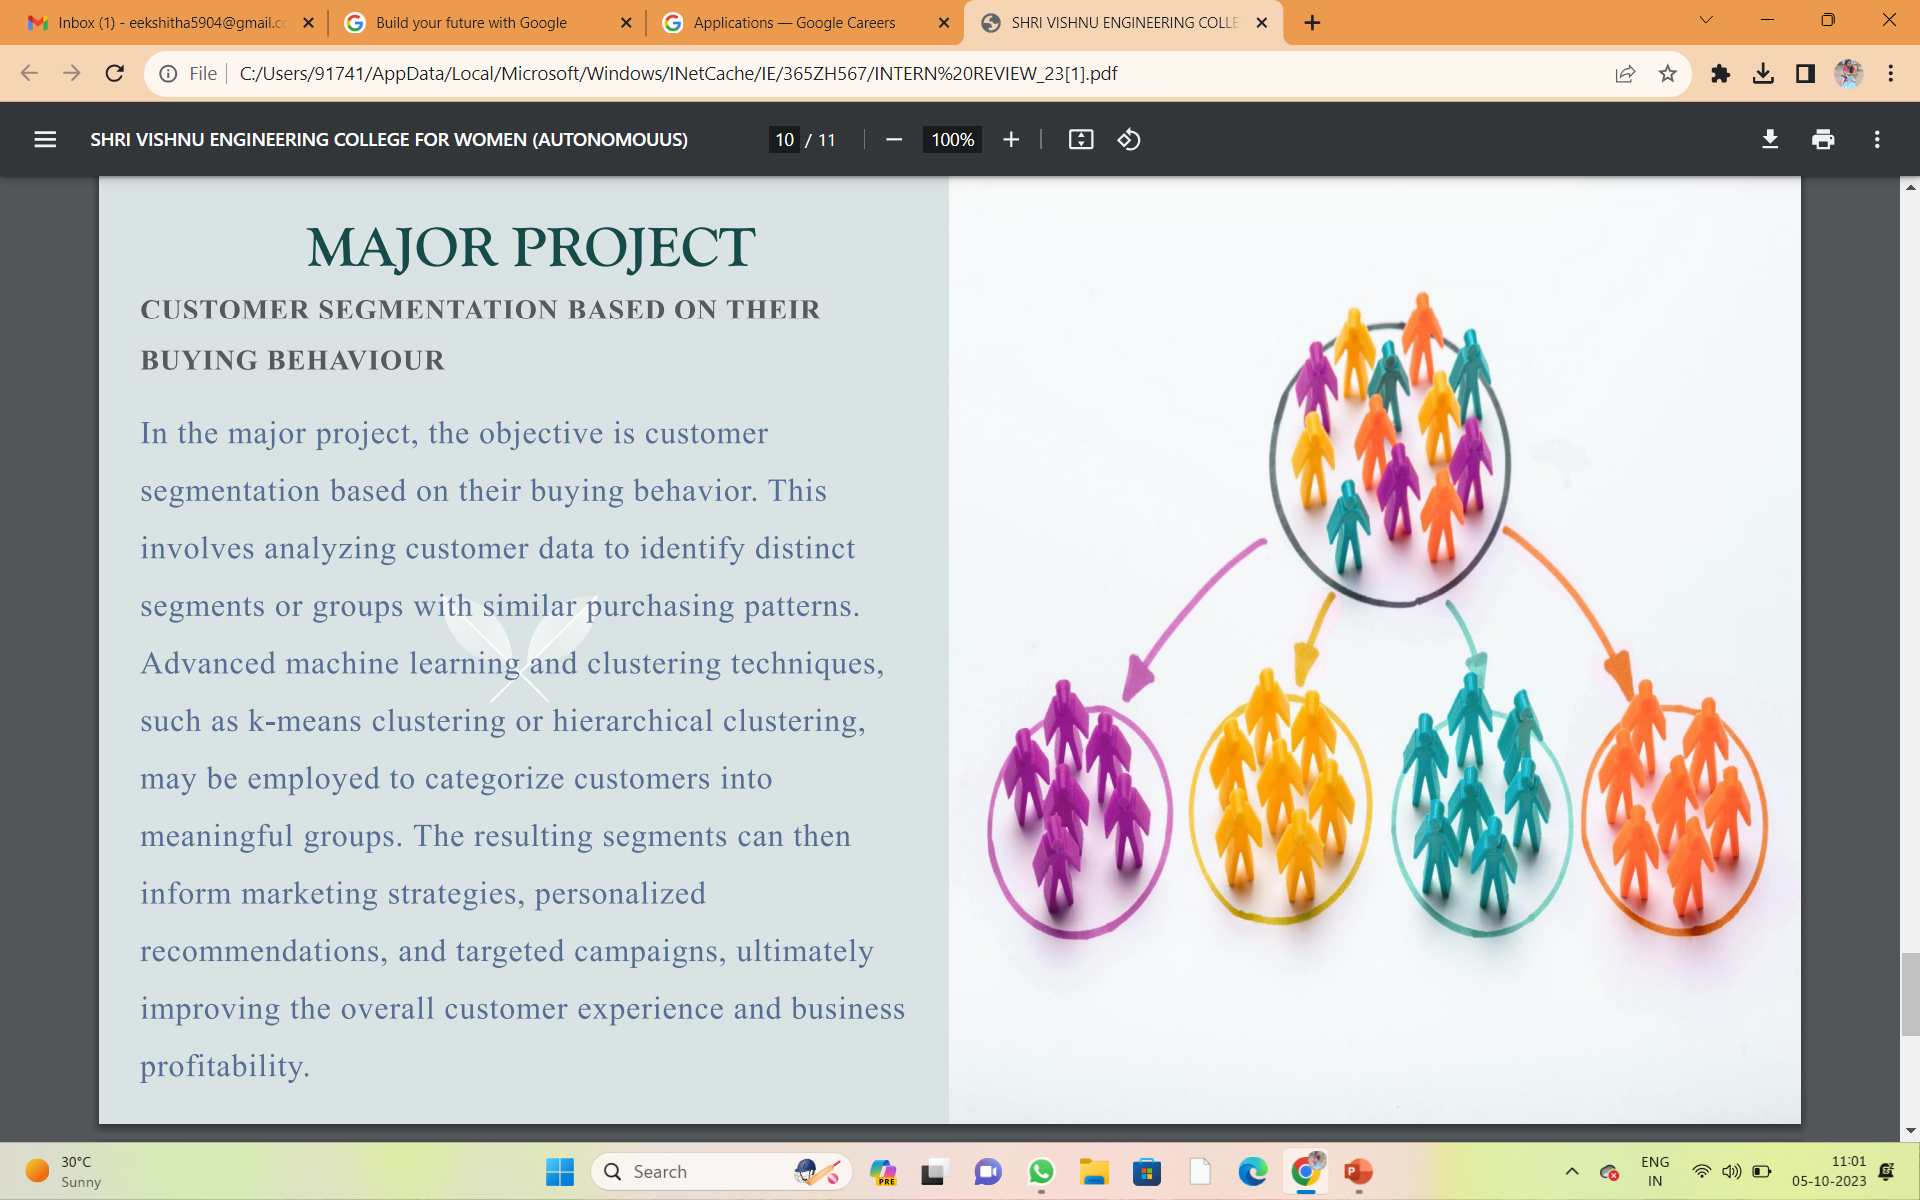 Inbox (1) - eekshitha5904@gmail.c
Build your future with Google
Applications — Google Careers
SHRI VISHNU ENGINEERING COLLE
File
C:/Users/91741/AppData/Local/Microsoft/Windows/INetCache/IE/365ZH567/INTERN%20REVIEW_23[1].pdf
SHRI VISHNU ENGINEERING COLLEGE FOR WOMEN (AUTONOMOUUS)
10 / 11
100%
MAJOR PROJECT
CUSTOMER SEGMENTATION BASED ON THEIR
BUYING BEHAVIOUR
In the major project, the objective is customer
segmentation based on their buying behavior. This
involves analyzing customer data to identify distinct
segments or groups with similar purchasing patterns.
Advanced machine learning and clustering techniques,
such as k-means clustering or hierarchical clustering,
may be employed to categorize customers into
meaningful groups. The resulting segments can then
inform marketing strategies, personalized
recommendations, and targeted campaigns, ultimately
improving the overall customer experience and business
profitability.
30°C
Sunny
Search
PRE
ENG
IN
11:01
05-10-2023